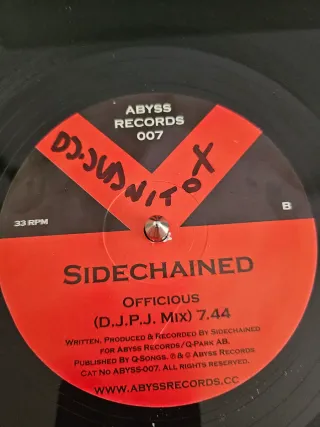 ABYSS
RECORDS
007
DJ-JUDNITOX
33 RPM
B
SIDECHAINED
OFFICIOUS
(D.J.P.J. MIX) 7.44
WRITTEN, PRODUCED & RECORDED BY SIDECHAINED
FOR ABYSS RECORDS/Q-PARK AB.
PUBLISHED BY Q-SONGS. ℗ & © ABYSS RECORDS
CAT NO ABYSS-007. ALL RIGHTS RESERVED.
WWW.ABYSSRECORDS.CC